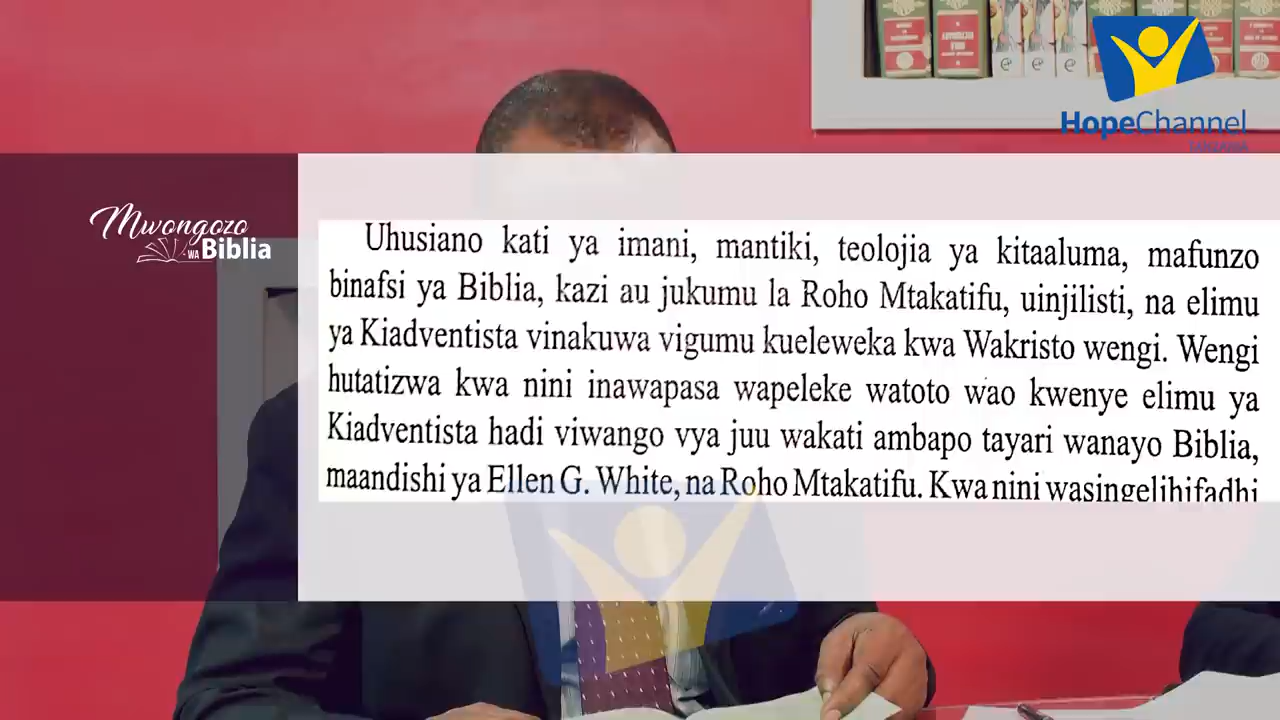 HopeChannel
TANZANIA
Mwongozo
WA Biblia
Uhusiano kati ya imani, mantiki, teolojia ya kitaaluma, mafunzo
binafsi ya Biblia, kazi au jukumu la Roho Mtakatifu, uinjilisti, na elimu
ya Kiadventista vinakuwa vigumu kueleweka kwa Wakristo wengi. Wengi
hutatizwa kwa nini inawapasa wapeleke watoto wao kwenye elimu ya
Kiadventista hadi viwango vya juu wakati ambapo tayari wanayo Biblia,
maandishi ya Ellen G. White, na Roho Mtakatifu. Kwa nini wasingelihifadhi